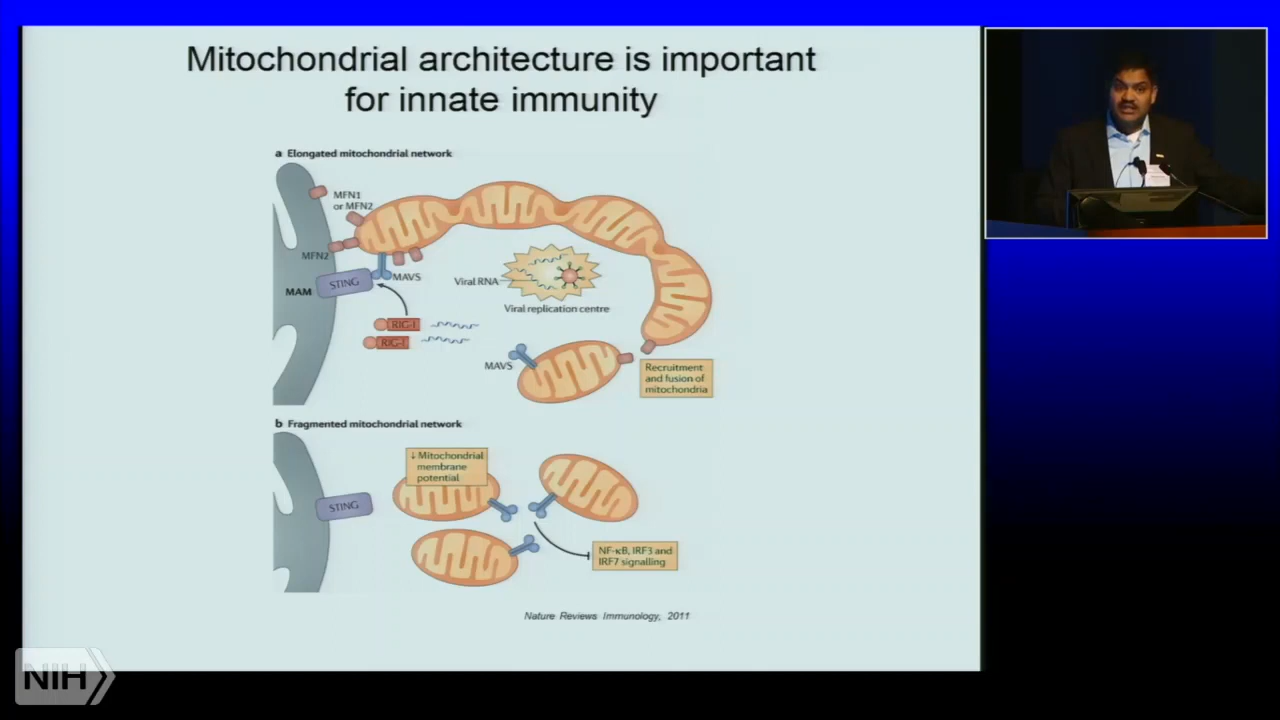 Mitochondrial architecture is important
for innate immunity
a Elongated mitochondrial network
MFN1
or MFN2
MFN2
MAVS
STING
MAM
Viral RNA
Viral replication centre
RIG-I
RIG-I
MAVS
Recruitment
and fusion of
mitochondria
b Fragmented mitochondrial network
↓ Mitochondrial
membrane
potential
STING
NF-κB, IRF3 and
IRF7 signalling
Nature Reviews Immunology, 2011
NIH